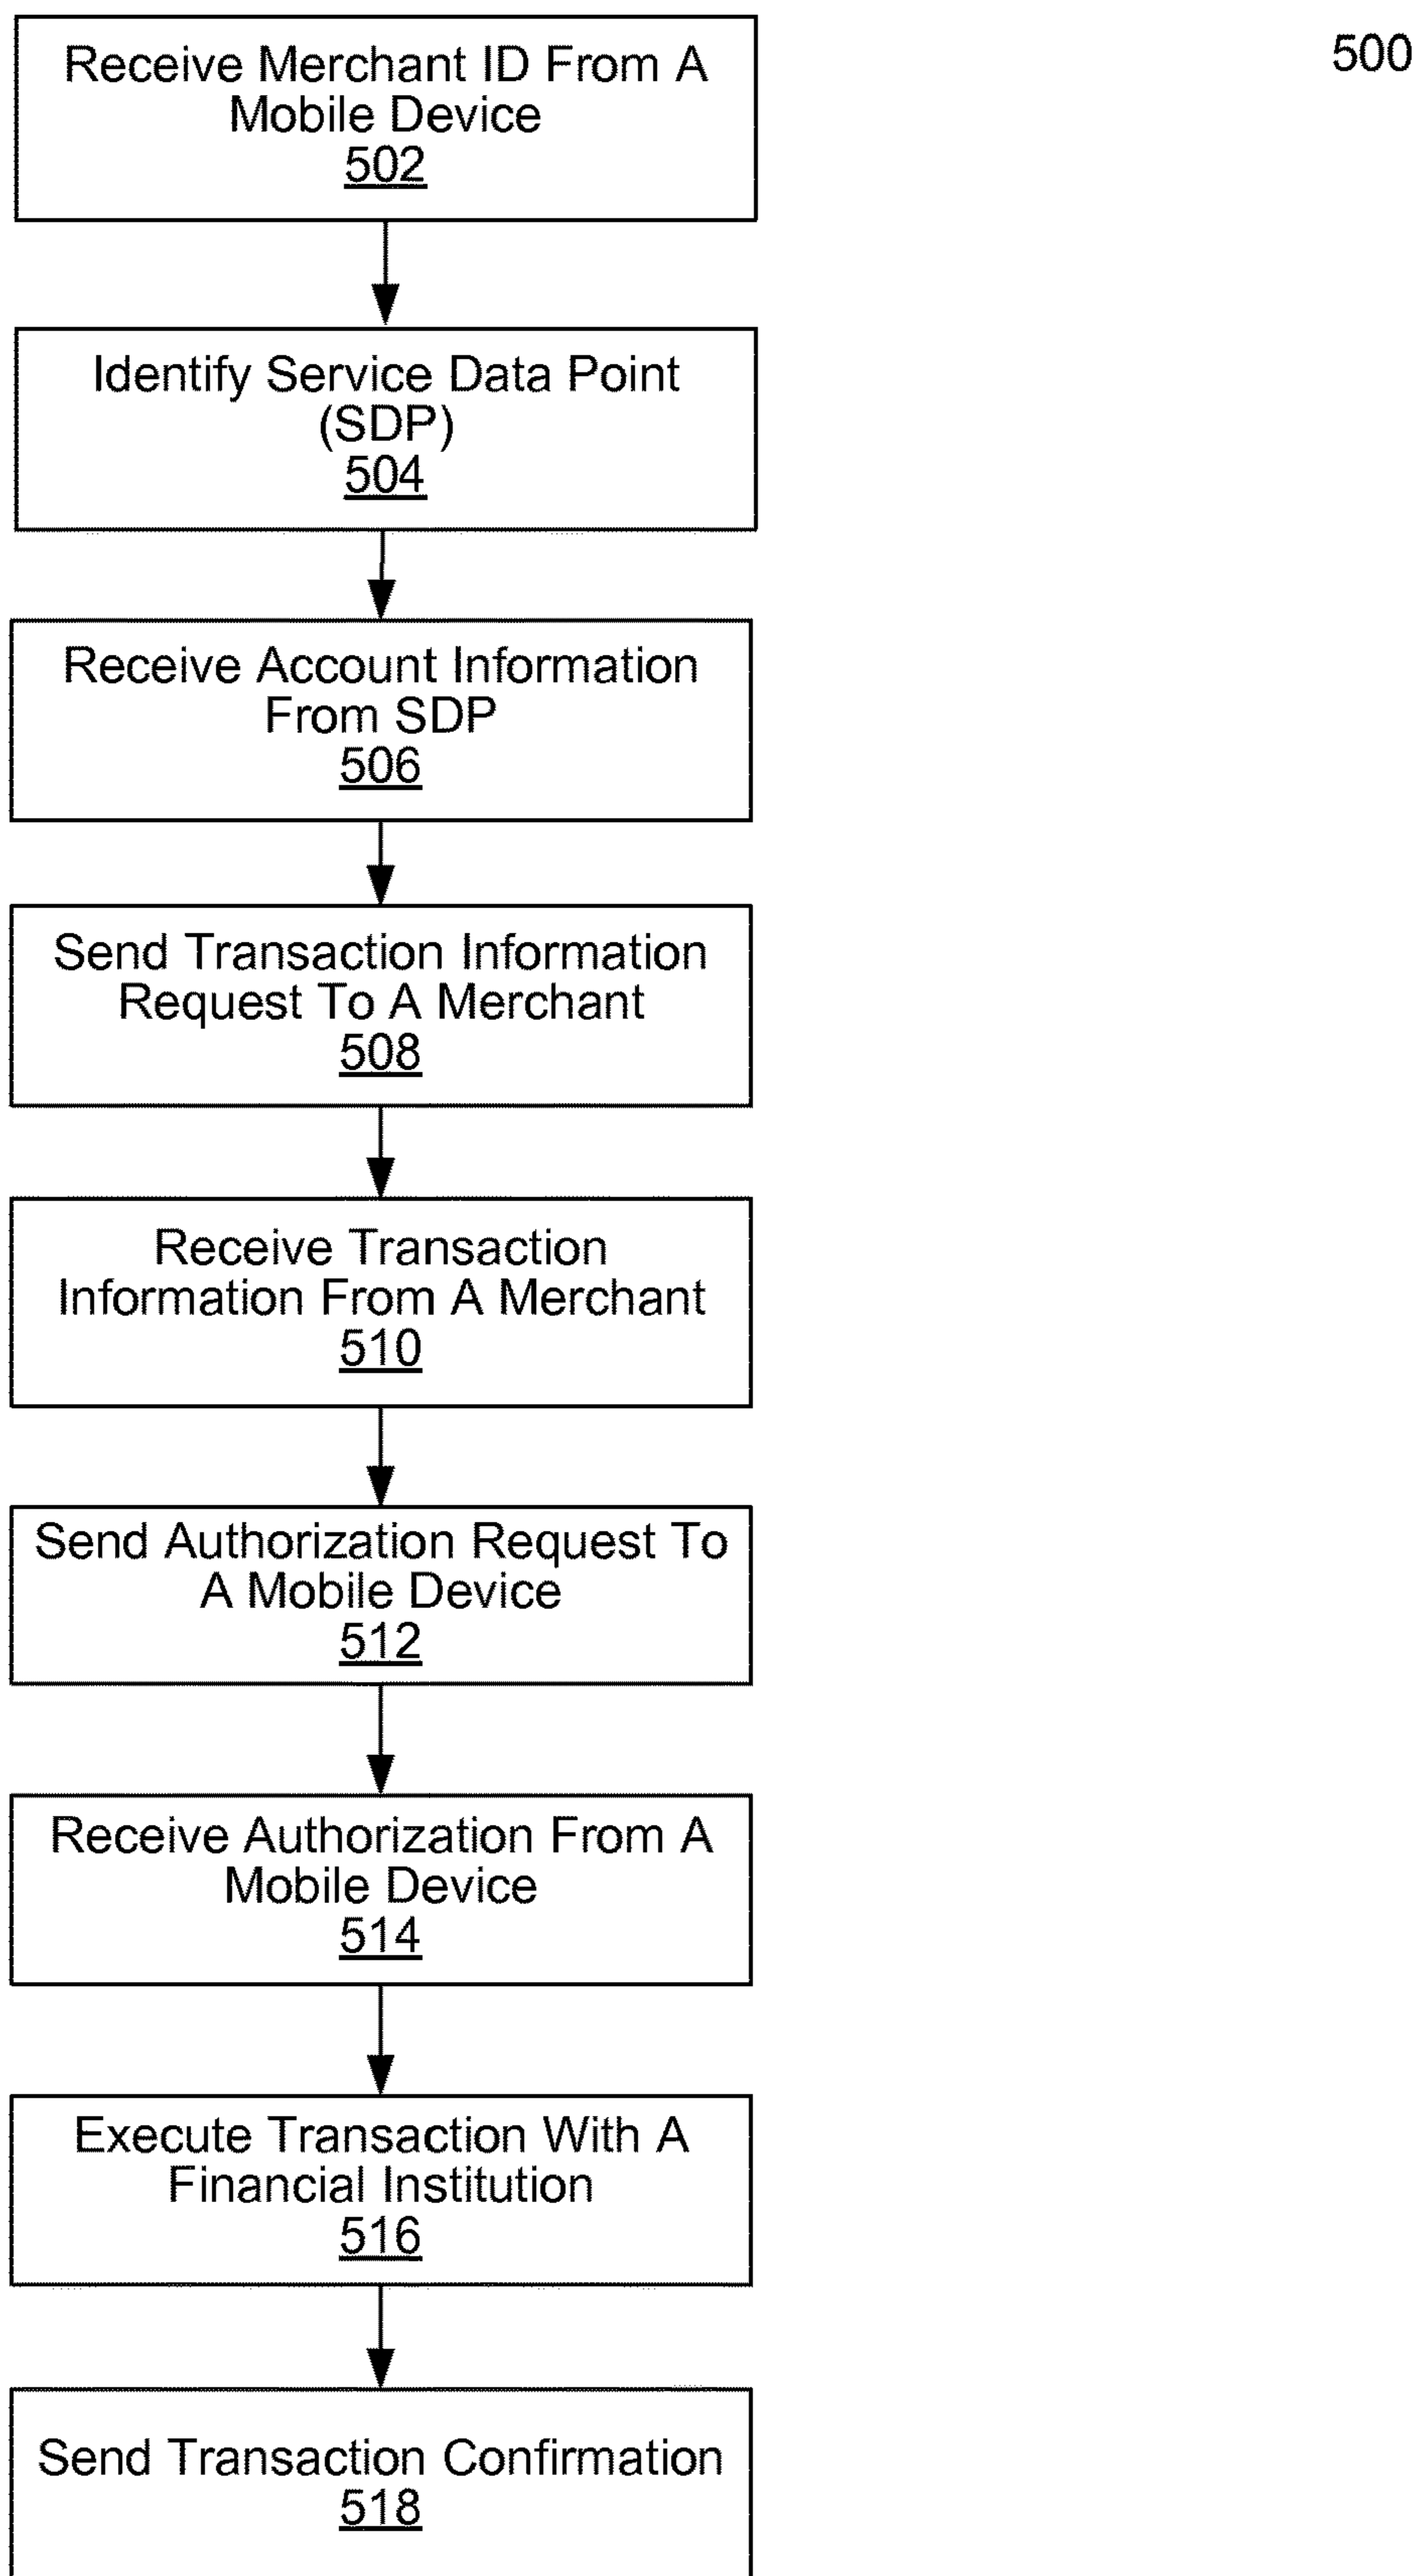 500
Receive Merchant ID From A
Mobile Device
502
Identify Service Data Point
(SDP)
504
Receive Account Information
From SDP
506
Send Transaction Information
Request To A Merchant
508
Receive Transaction
Information From A Merchant
510
Send Authorization Request To
A Mobile Device
512
Receive Authorization From A
Mobile Device
514
Execute Transaction With A
Financial Institution
516
Send Transaction Confirmation
518